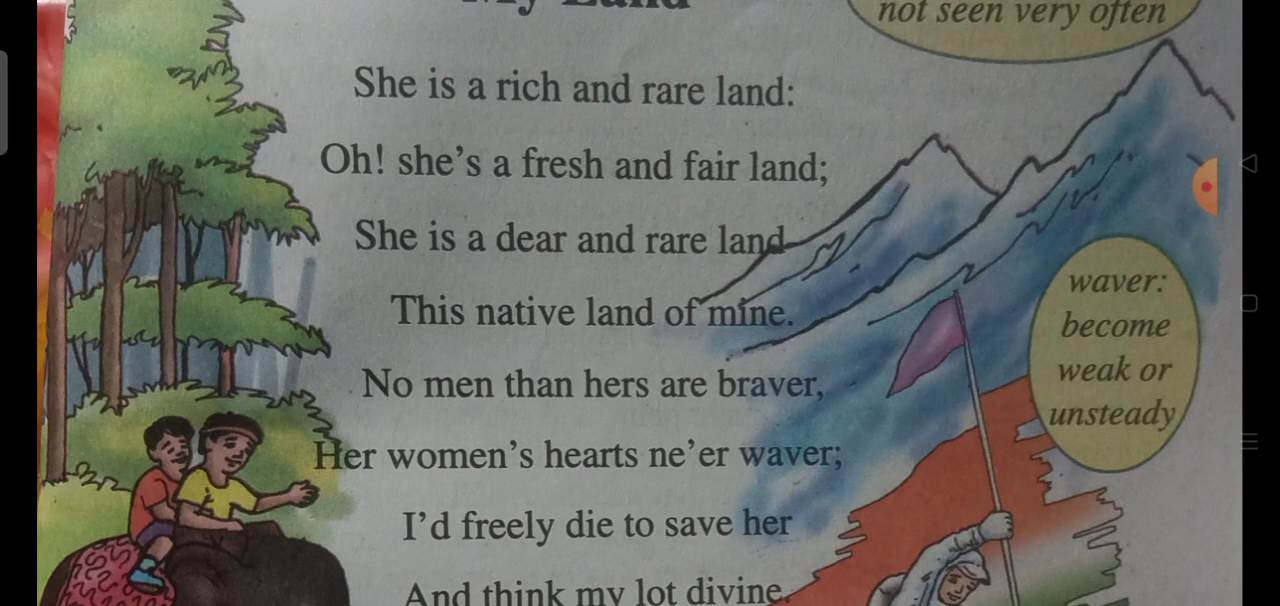 My Land
not seen very often
She is a rich and rare land:
Oh! she's a fresh and fair land;
She is a dear and rare land
This native land of mine.
No men than hers are braver,
Her women's hearts ne'er waver;
I'd freely die to save her
And think my lot divine.
waver:
become
weak or
unsteady